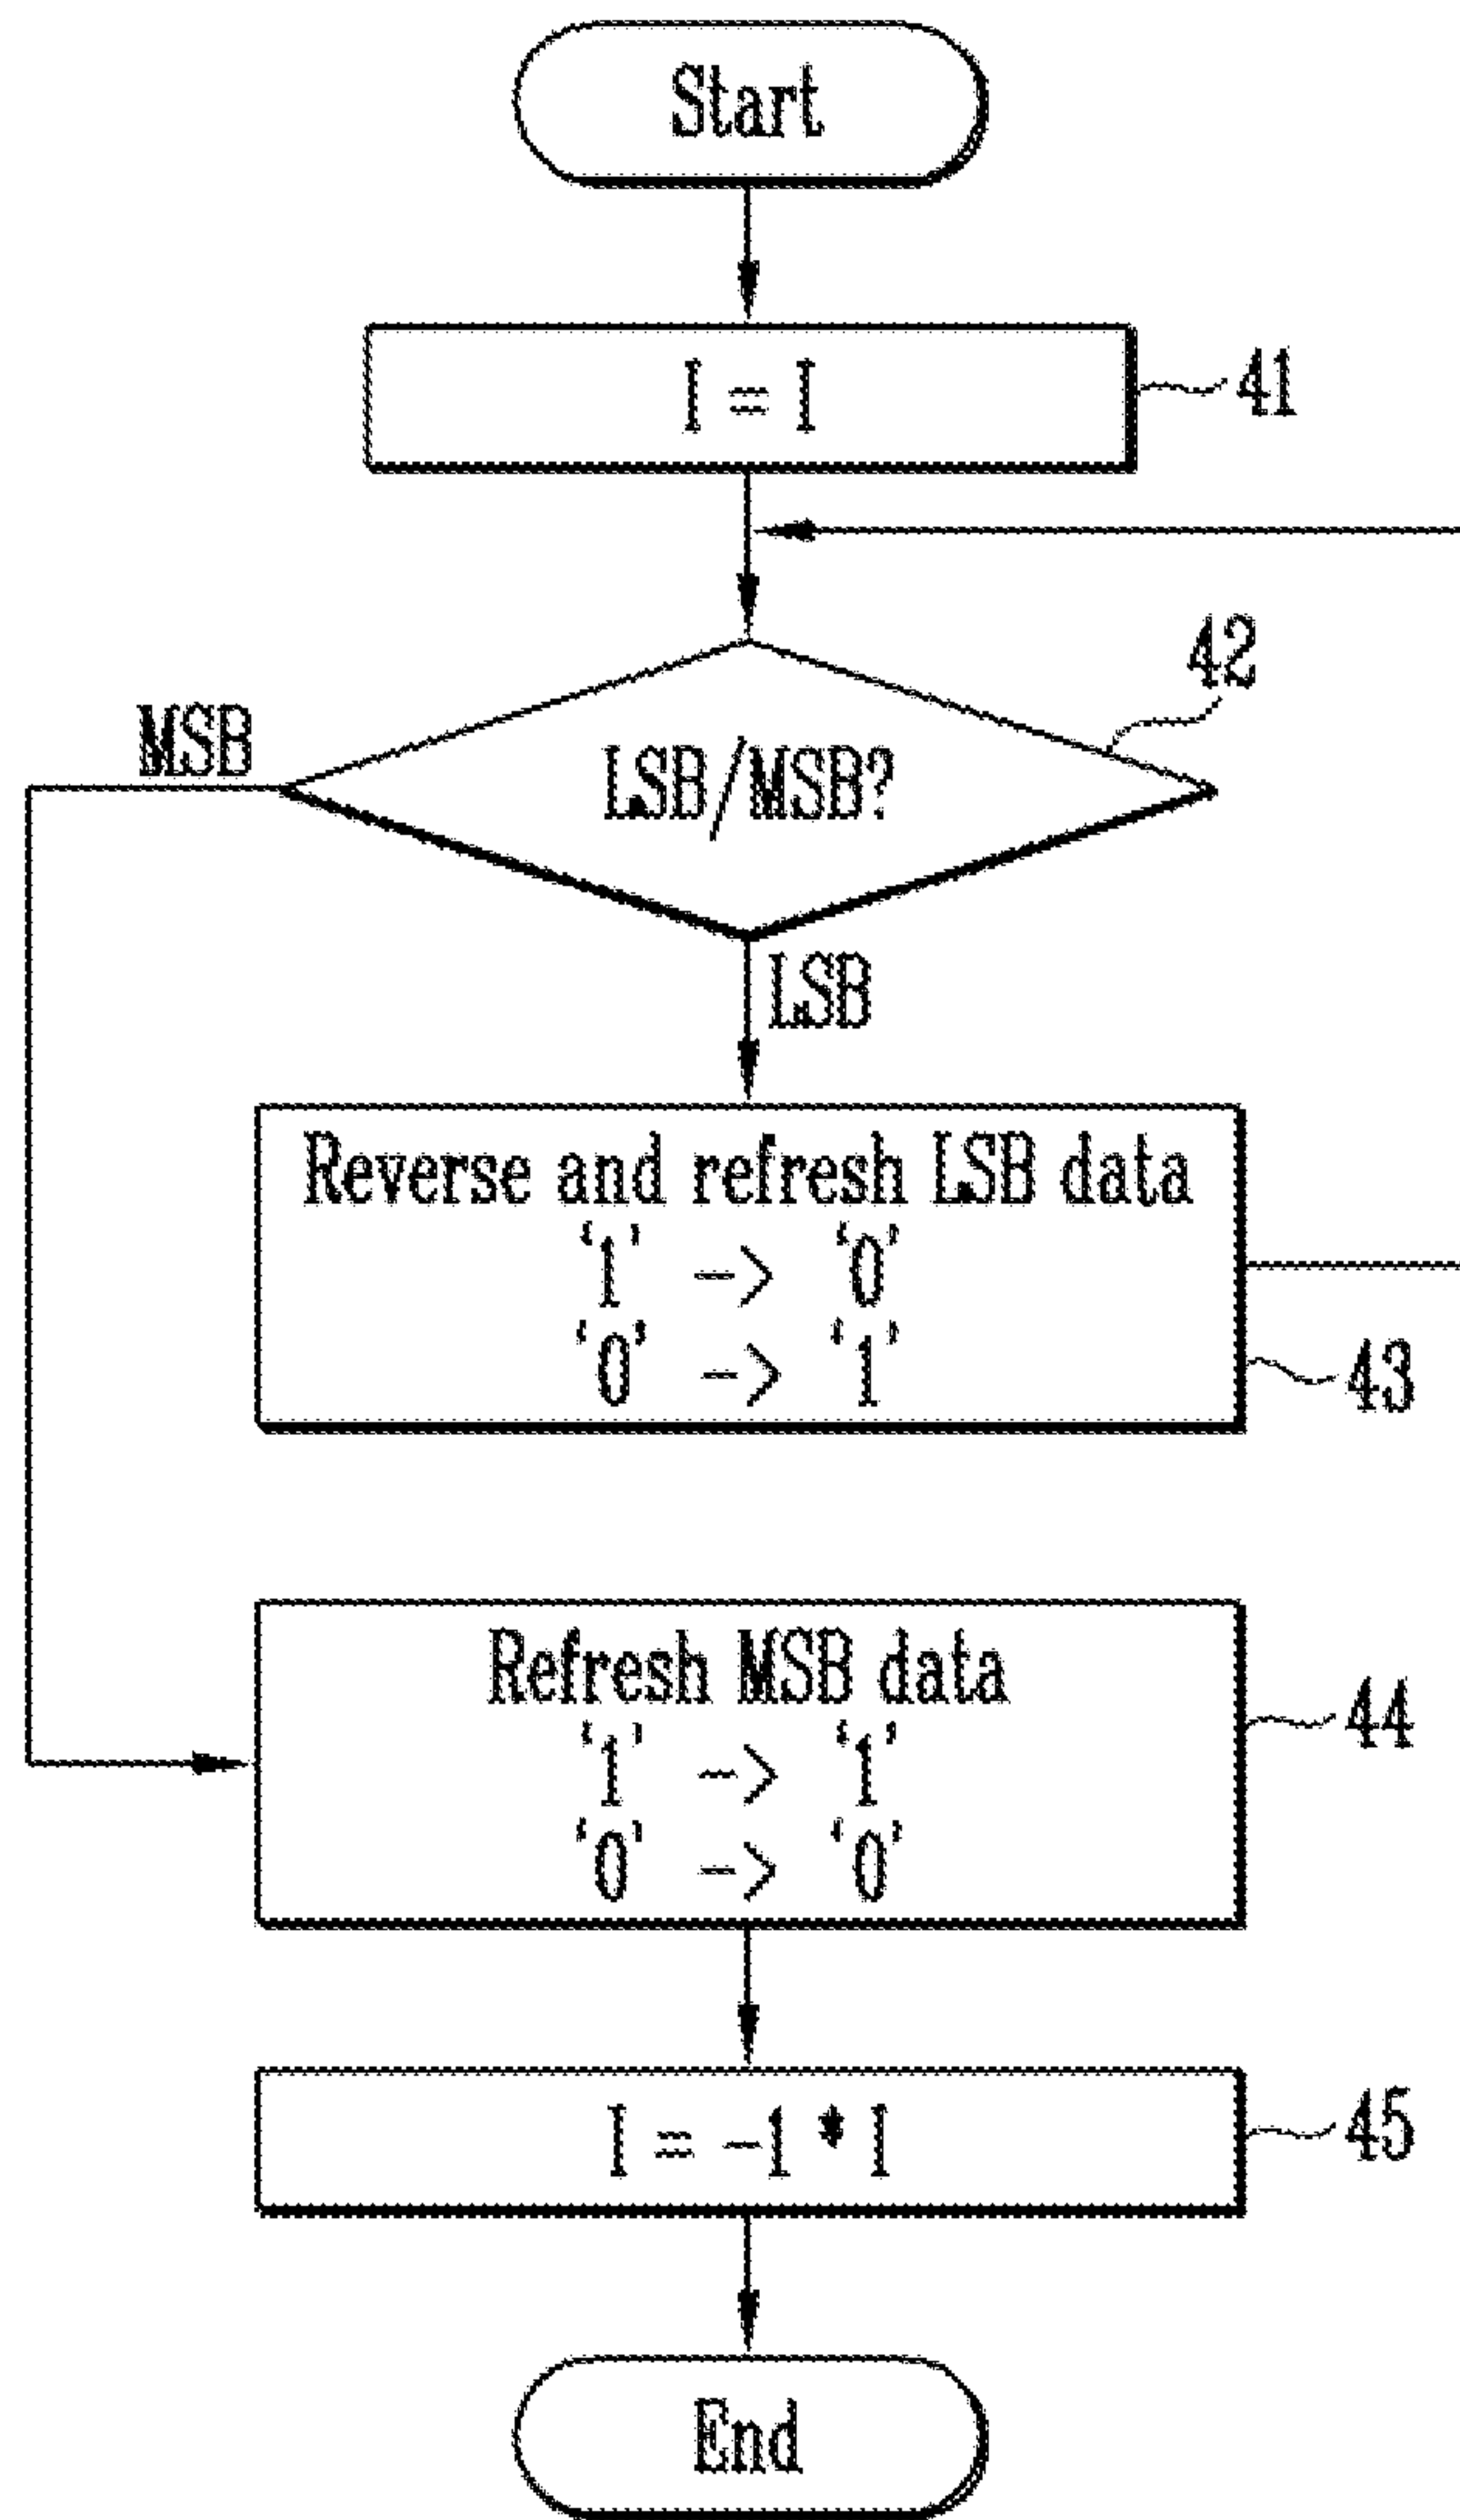 Start
I = I
41
42
MSB
LSB/MSB?
LSB
Reverse and refresh LSB data
‘1’ -> ‘0’
‘0’ -> ‘1’
43
Refresh MSB data
‘1’ -> ‘1’
‘0’ -> ‘0’
44
I = -1 * I
45
End